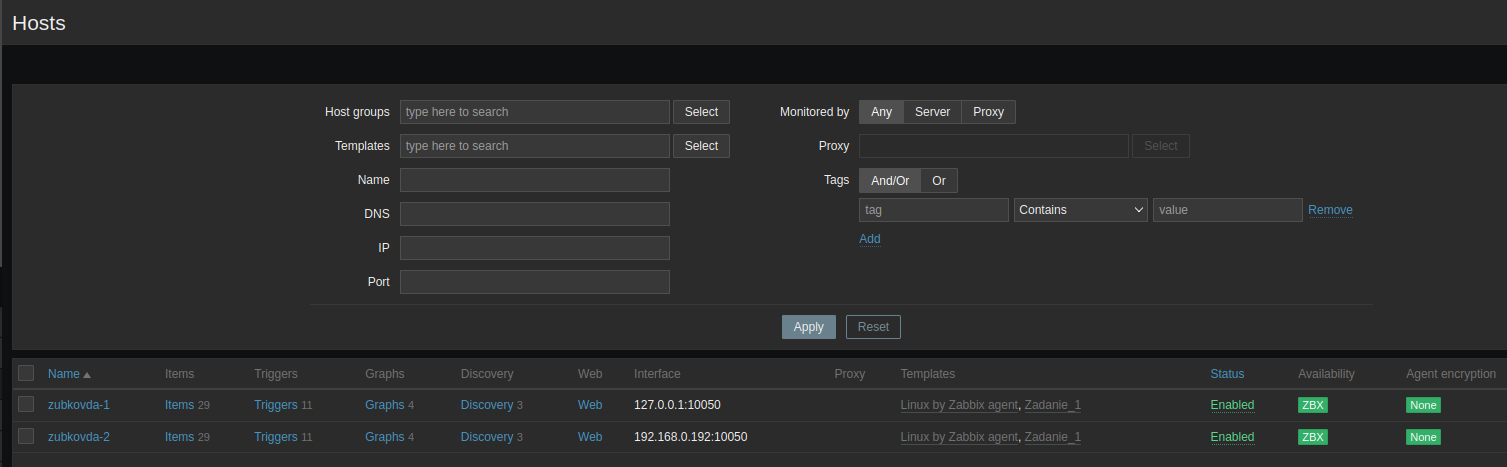 Hosts
Host groups type here to search Select Monitored by Any Server Proxy
Templates type here to search Select Proxy Select
Name Tags And/Or Or
DNS tag Contains value Remove
IP Add
Port
Apply Reset
Name Items Triggers Graphs Discovery Web Interface Proxy Templates Status Availability Agent encryption
zubkovda-1 Items 29 Triggers 11 Graphs 4 Discovery 3 Web 127.0.0.1:10050 Linux by Zabbix agent, Zadanie_1 Enabled ZBX None
zubkovda-2 Items 29 Triggers 11 Graphs 4 Discovery 3 Web 192.168.0.192:10050 Linux by Zabbix agent, Zadanie_1 Enabled ZBX None